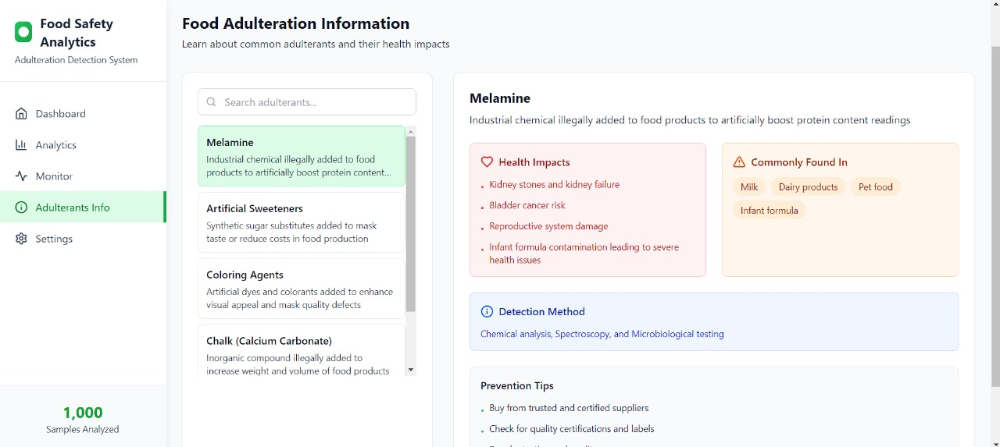 Food Safety
Analytics
Adulteration Detection System
Dashboard
Analytics
Monitor
Adulterants Info
Settings
1,000
Samples Analyzed
Food Adulteration Information
Learn about common adulterants and their health impacts
Search adulterants...
Melamine
Industrial chemical illegally added to food
products to artificially boost protein content...
Artificial Sweeteners
Synthetic sugar substitutes added to mask
taste or reduce costs in food production
Coloring Agents
Artificial dyes and colorants added to enhance
visual appeal and mask quality defects
Chalk (Calcium Carbonate)
Inorganic compound illegally added to
increase weight and volume of food products
Melamine
Industrial chemical illegally added to food products to artificially boost protein content readings
Health Impacts
Kidney stones and kidney failure
Bladder cancer risk
Reproductive system damage
Infant formula contamination leading to severe
health issues
Commonly Found In
Milk Dairy products Pet food
Infant formula
Detection Method
Chemical analysis, Spectroscopy, and Microbiological testing
Prevention Tips
Buy from trusted and certified suppliers
Check for quality certifications and labels